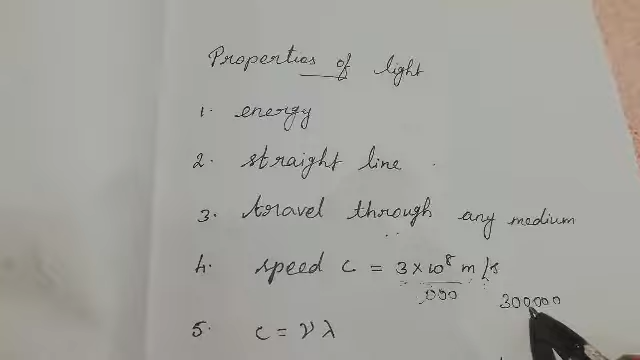 Properties of light
1. energy
2. straight line
3. travel through any medium
4. speed c = 3 × 10⁸ m/s
000
300000
5. c = ν λ